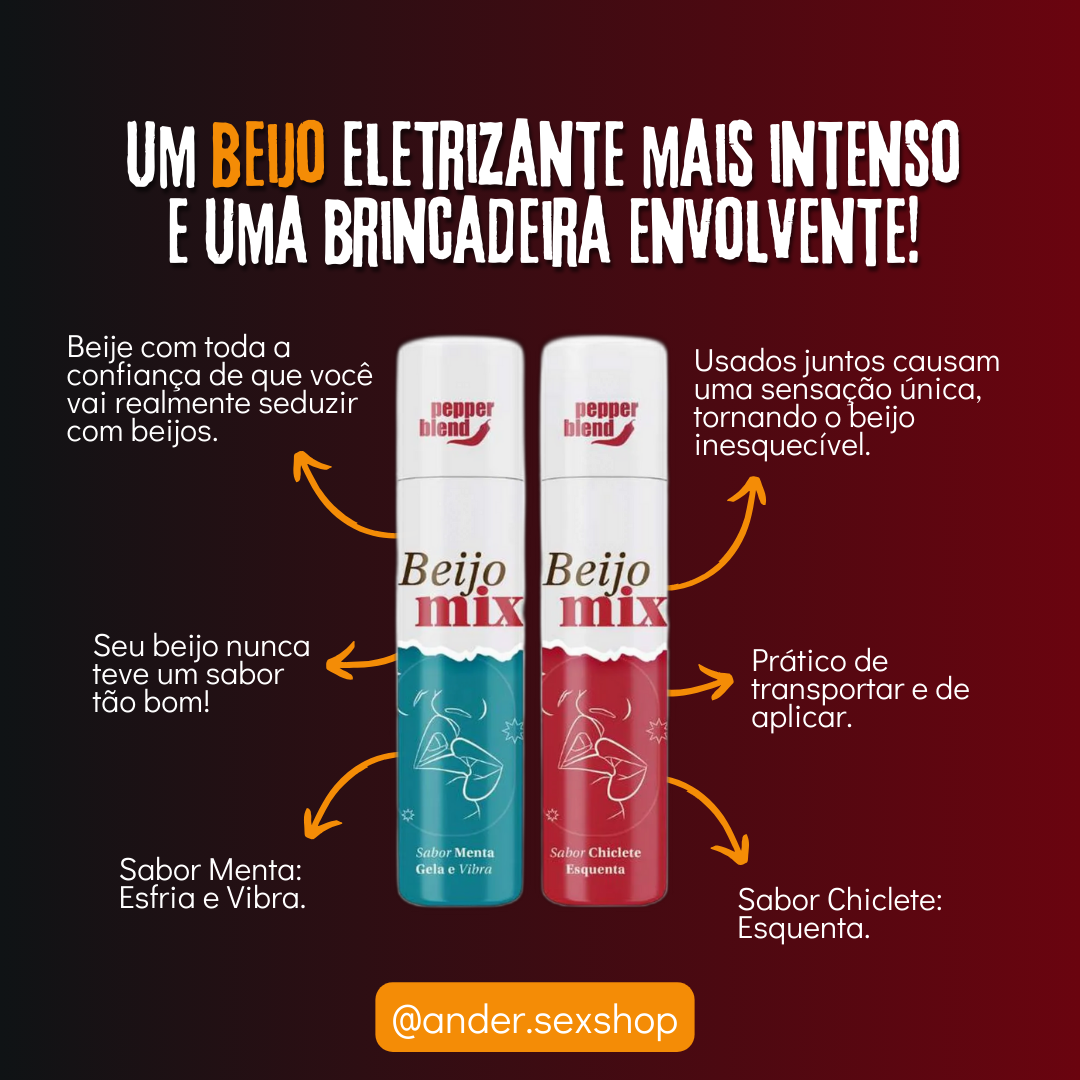 UM BEIJO ELETRIZANTE MAIS INTENSO
E UMA BRINCADEIRA ENVOLVENTE!
Beije com toda a
confiança de que você
vai realmente seduzir
com beijos.
Usados juntos causam
uma sensação única,
tornando o beijo
inesquecível.
pepper
blend
pepper
blend
Beijo
mix
Beijo
mix
Seu beijo nunca
teve um sabor
tão bom!
Prático de
transportar e de
aplicar.
Sabor Menta
Gela e Vibra
Sabor Chiclete
Esquenta
Sabor Menta:
Esfria e Vibra.
Sabor Chiclete:
Esquenta.
@ander.sexshop